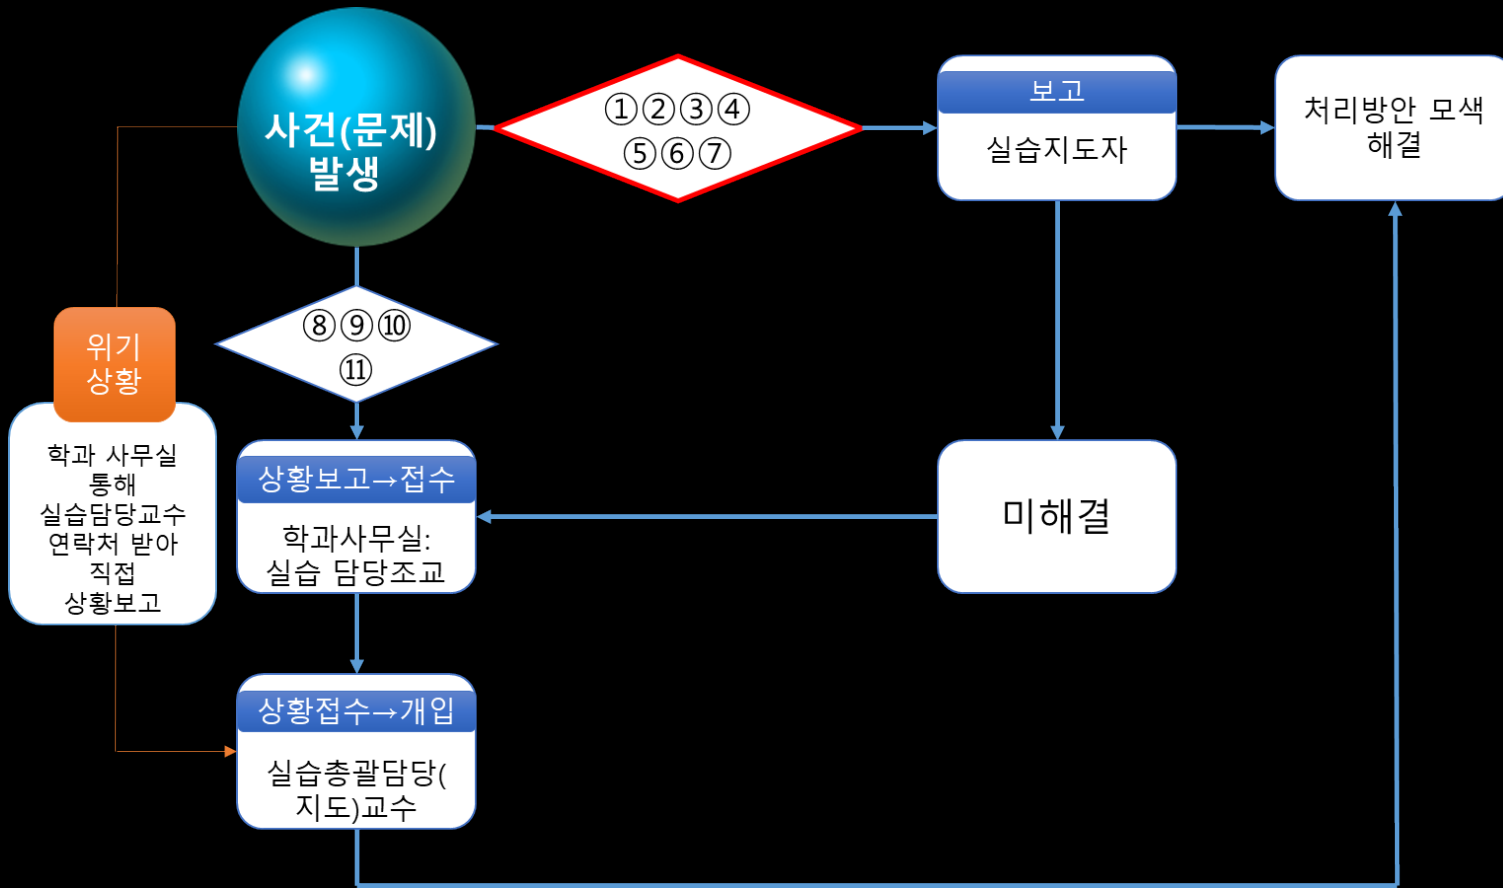 사건(문제)
발생
①②③④
⑤⑥⑦
보고
실습지도자
처리방안 모색
해결
⑧⑨⑩
⑪
위기
상황
학과 사무실
통해
실습담당교수
연락처 받아
직접
상황보고
상황보고→접수
학과사무실:
실습 담당조교
미해결
상황접수→개입
실습총괄담당(
지도)교수